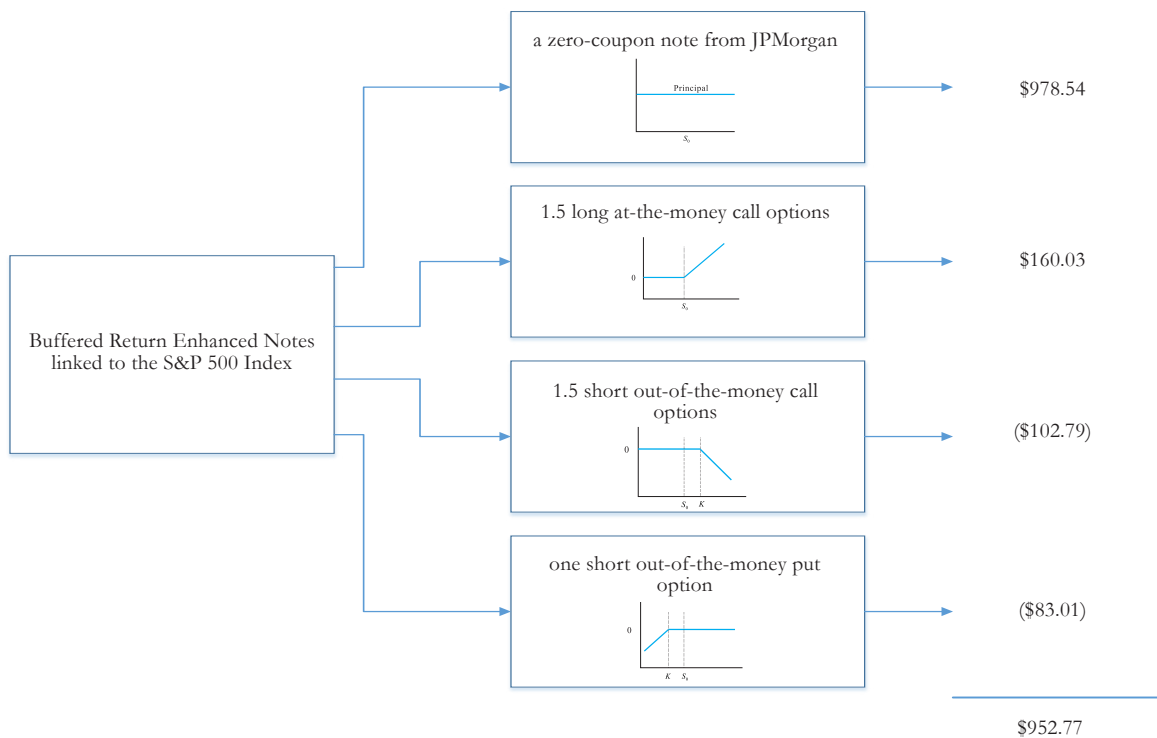 a zero-coupon note from JPMorgan
Principal
S₀
$978.54
1.5 long at-the-money call options
0
S₀
$160.03
Buffered Return Enhanced Notes
linked to the S&P 500 Index
1.5 short out-of-the-money call
options
0
S₀ K
($102.79)
one short out-of-the-money put
option
0
K S₀
($83.01)
$952.77